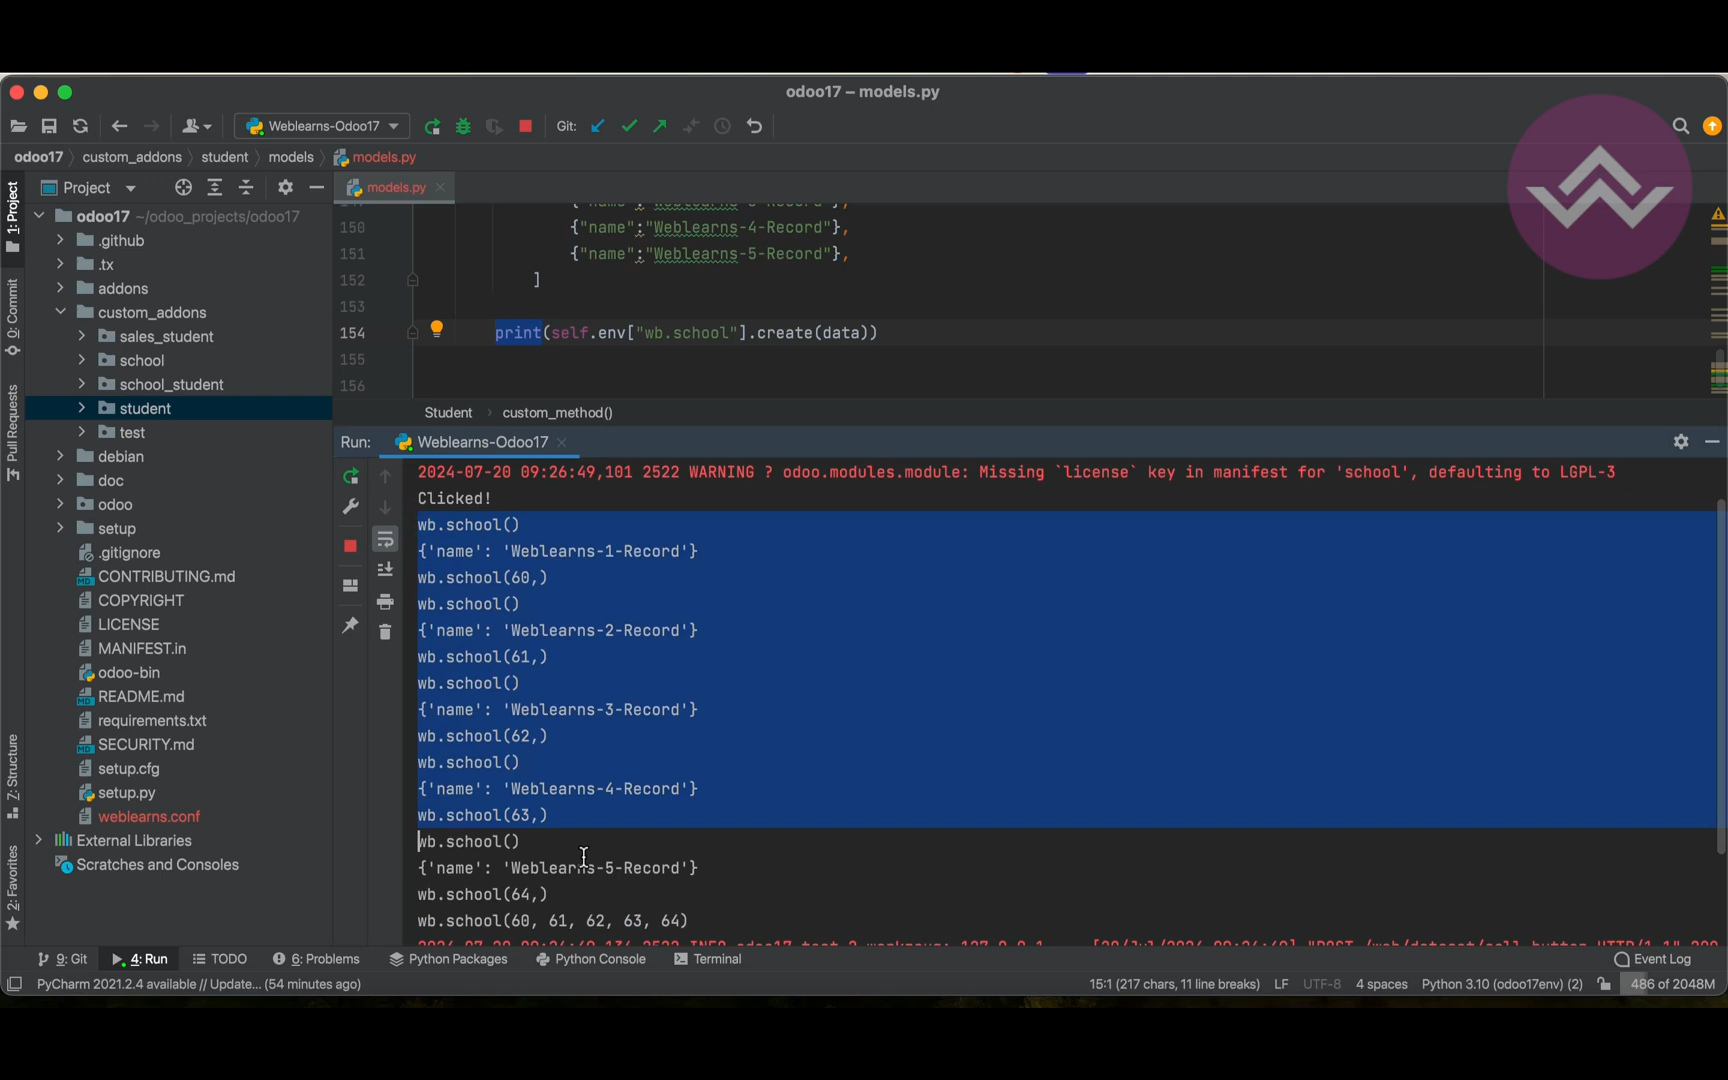 odoo17 – models.py
Weblearns-Odoo17
Git:
odoo17 custom_addons student models models.py
1: Project
Project
models.py
odoo17 ~/odoo_projects/odoo17
.github
.tx
addons
custom_addons
sales_student
school
school_student
student
test
debian
doc
odoo
setup
.gitignore
CONTRIBUTING.md
COPYRIGHT
LICENSE
MANIFEST.in
odoo-bin
README.md
requirements.txt
SECURITY.md
setup.cfg
setup.py
weblearns.conf
External Libraries
Scratches and Consoles
0: Commit
Pull Requests
7: Structure
2: Favorites
150 {"name":"Weblearns-4-Record"},
151 {"name":"Weblearns-5-Record"},
152 ]
153
154 print(self.env["wb.school"].create(data))
155
156
Student custom_method()
Run: Weblearns-Odoo17
2024-07-20 09:26:49,101 2522 WARNING ? odoo.modules.module: Missing `license` key in manifest for 'school', defaulting to LGPL-3
Clicked!
wb.school()
{'name': 'Weblearns-1-Record'}
wb.school(60,)
wb.school()
{'name': 'Weblearns-2-Record'}
wb.school(61,)
wb.school()
{'name': 'Weblearns-3-Record'}
wb.school(62,)
wb.school()
{'name': 'Weblearns-4-Record'}
wb.school(63,)
wb.school()
{'name': 'Weblearns-5-Record'}
wb.school(64,)
wb.school(60, 61, 62, 63, 64)
9: Git 4: Run TODO 6: Problems Python Packages Python Console Terminal Event Log
PyCharm 2021.2.4 available // Update... (54 minutes ago) 15:1 (217 chars, 11 line breaks) LF UTF-8 4 spaces Python 3.10 (odoo17env) (2) 486 of 2048M